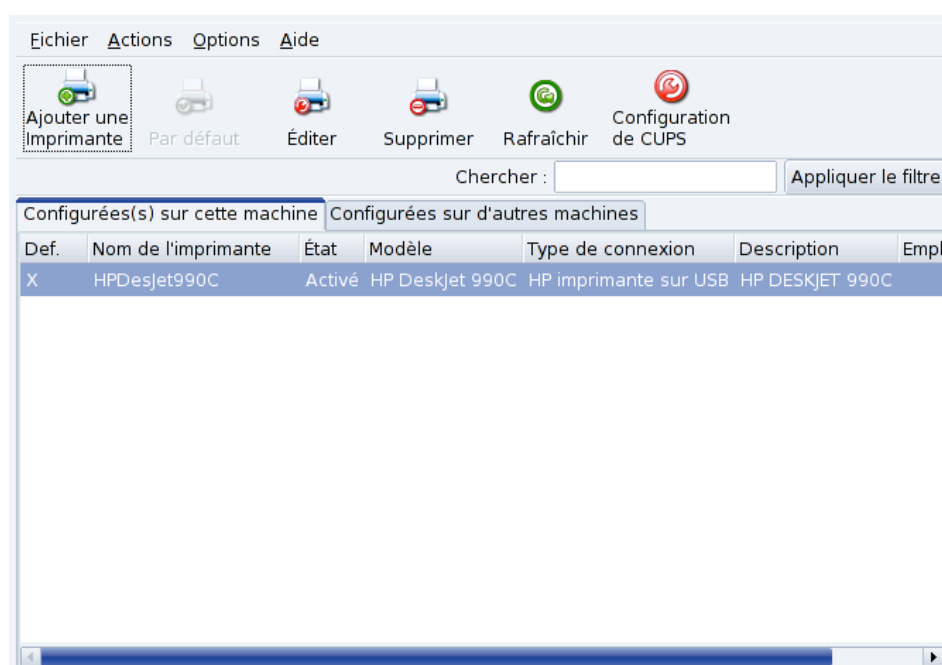 Fichier Actions Options Aide
Ajouter une
Imprimante
Par défaut
Éditer
Supprimer
Rafraîchir
Configuration
de CUPS
Chercher :
Appliquer le filtre
Configurées(s) sur cette machine
Configurées sur d'autres machines
Def. Nom de l'imprimante État Modèle Type de connexion Description Empl
X HPDesJet990C Activé HP DeskJet 990C HP imprimante sur USB HP DESKJET 990C